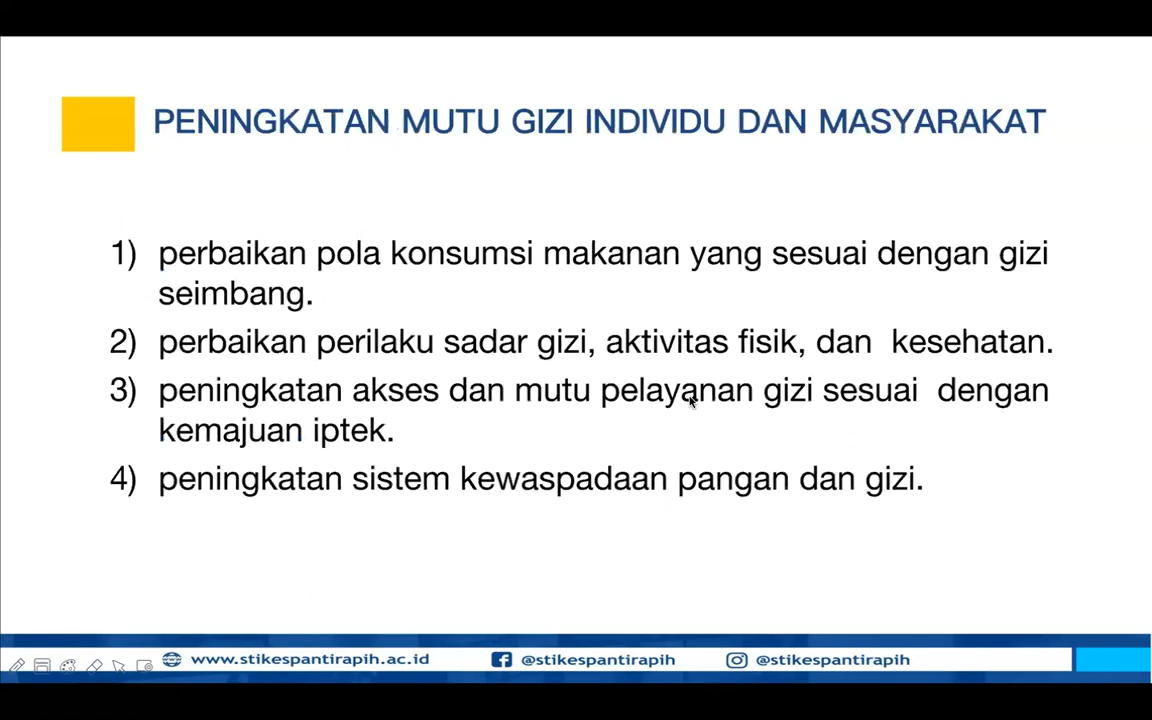 PENINGKATAN MUTU GIZI INDIVIDU DAN MASYARAKAT
1) perbaikan pola konsumsi makanan yang sesuai dengan gizi
seimbang.
2) perbaikan perilaku sadar gizi, aktivitas fisik, dan kesehatan.
3) peningkatan akses dan mutu pelayanan gizi sesuai dengan
kemajuan iptek.
4) peningkatan sistem kewaspadaan pangan dan gizi.
www.stikespantirapih.ac.id @stikespantirapih @stikespantirapih